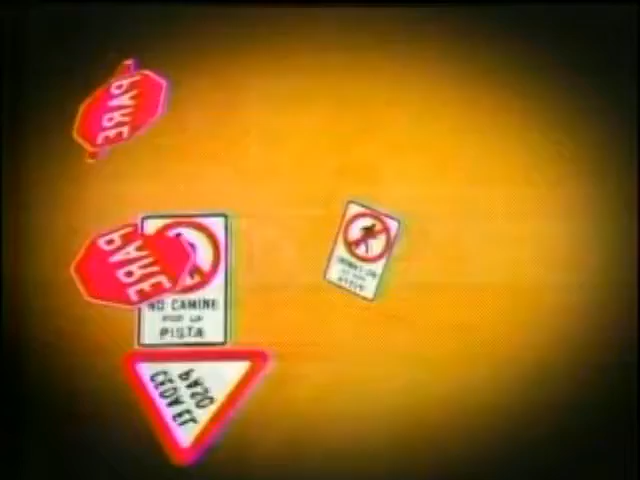 PARE
PARE
NO CAMINE
POR LA
PISTA
CEDA EL
PASO